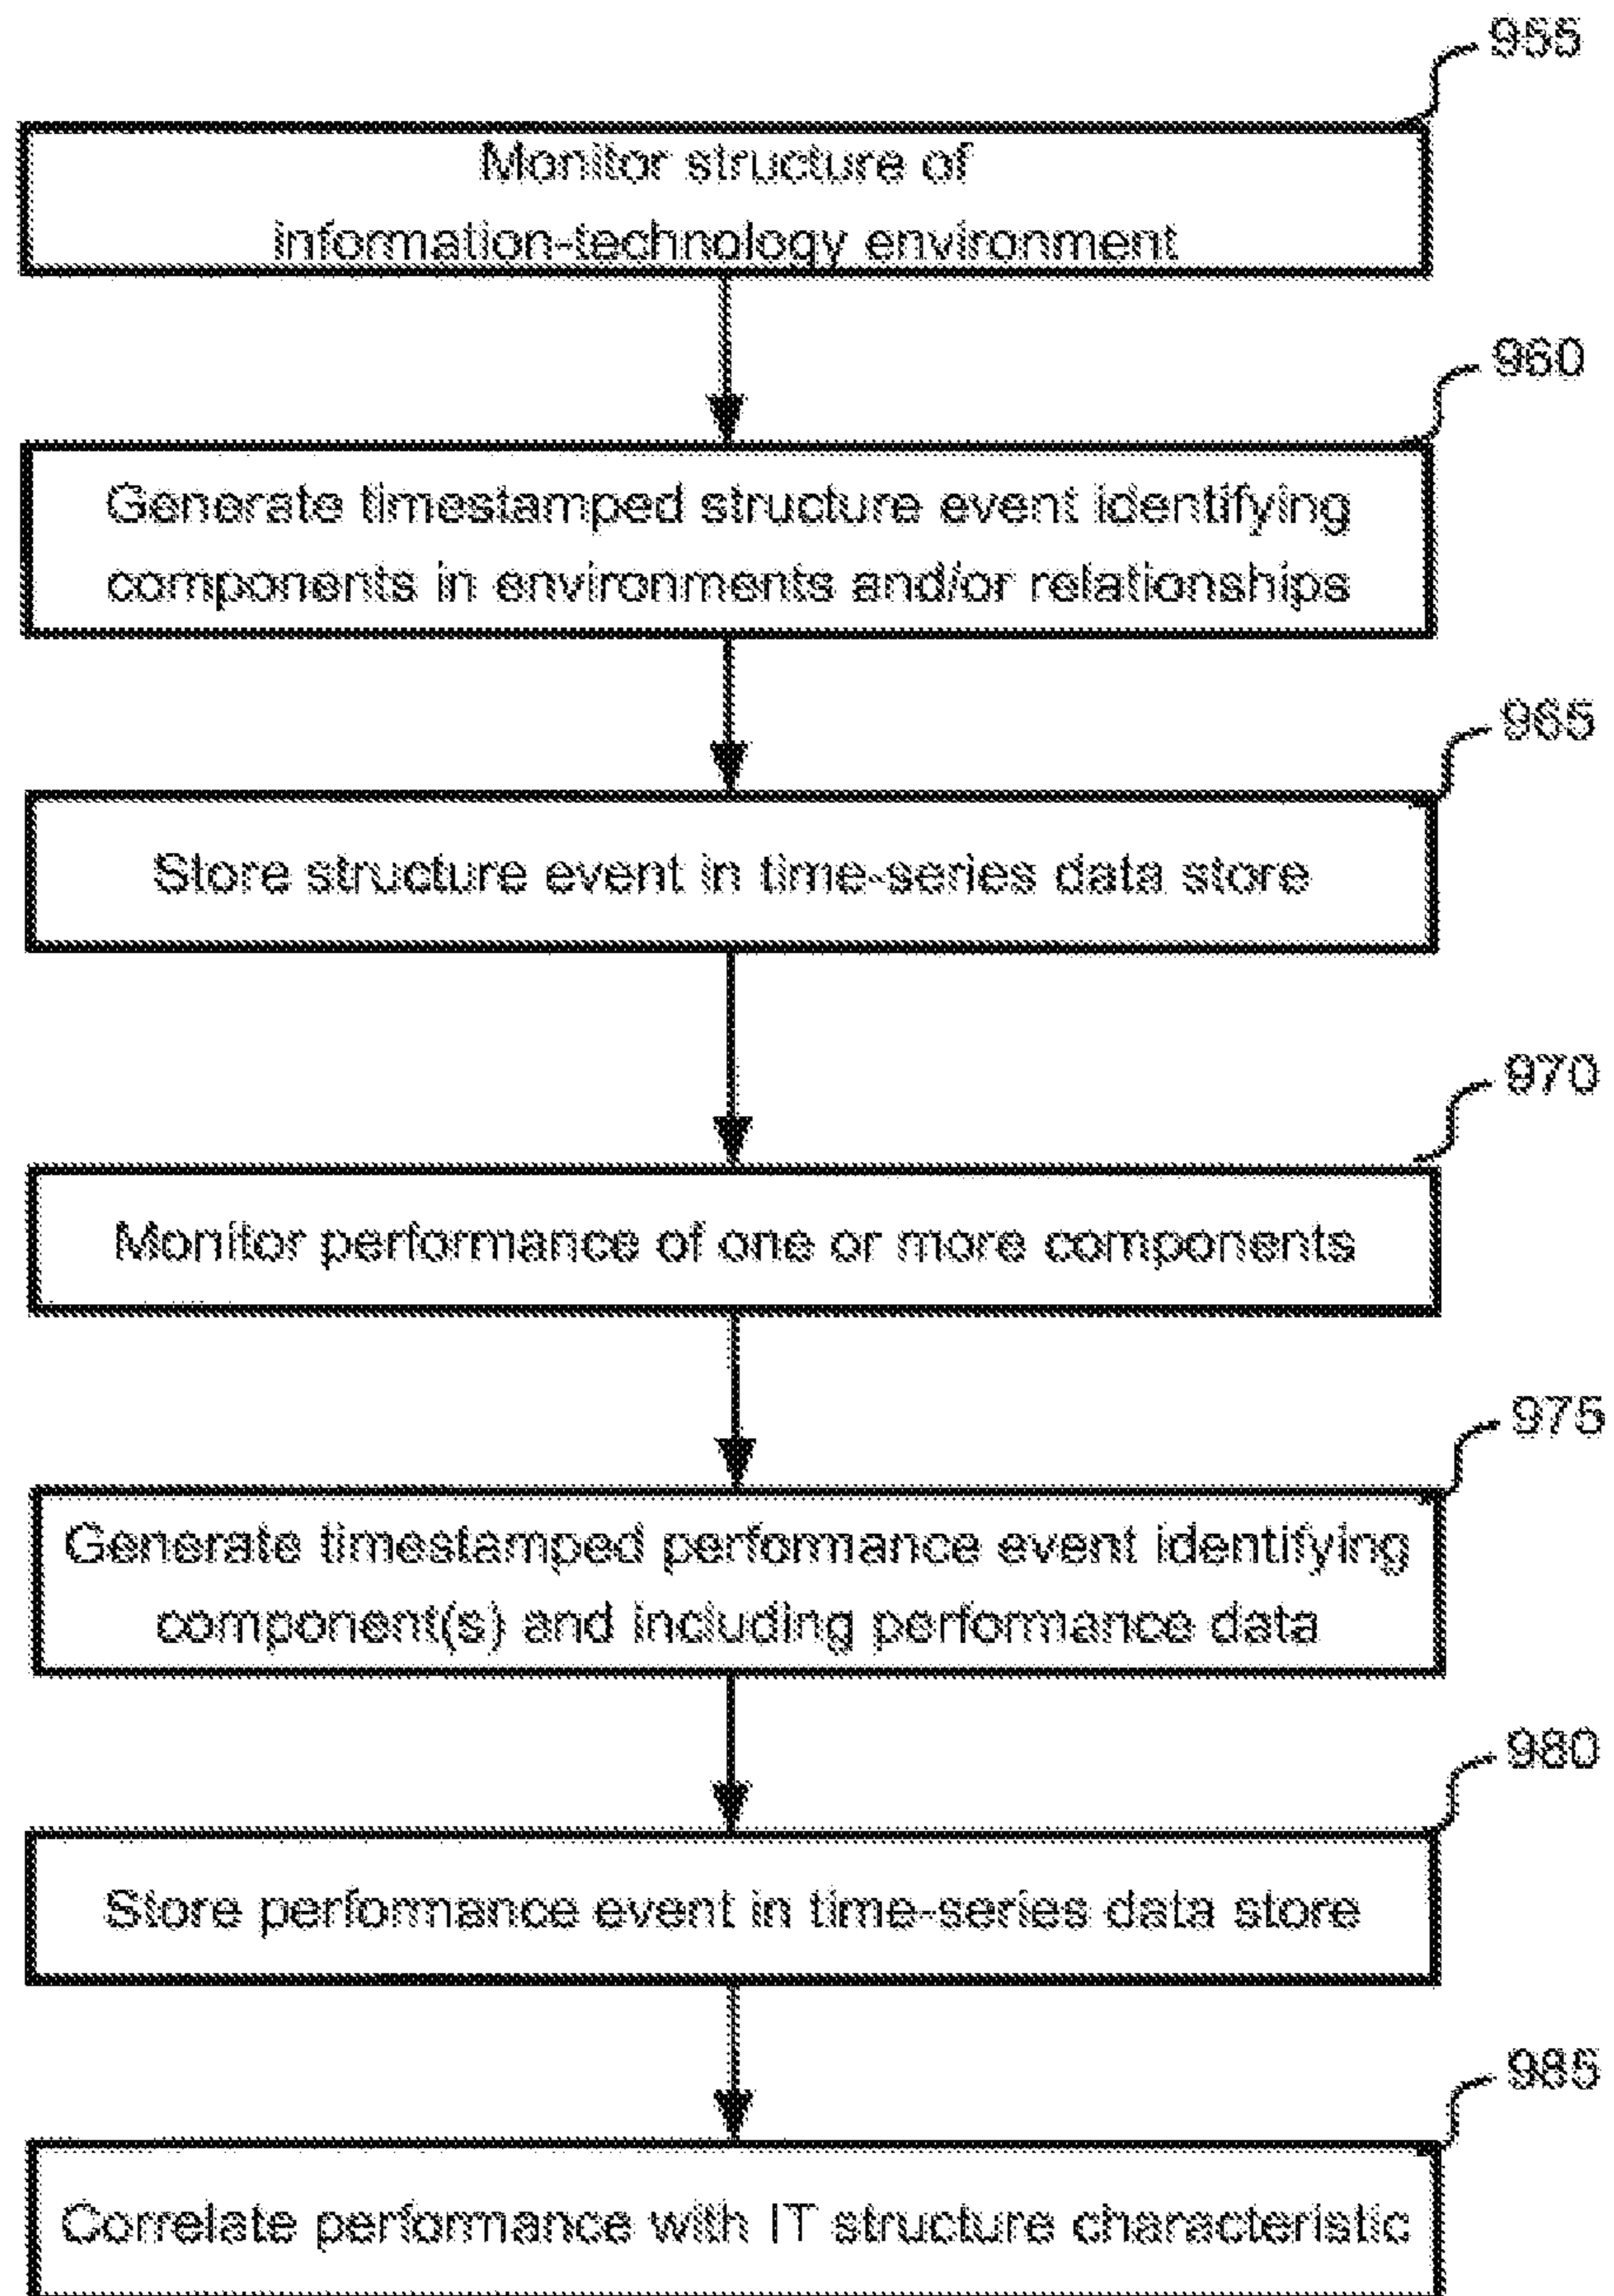 955
Monitor structure of
information-technology environment
960
Generate timestamped structure event identifying
components in environments and/or relationships
965
Store structure event in time-series data store
970
Monitor performance of one or more components
975
Generate timestamped performance event identifying
component(s) and including performance data
980
Store performance event in time-series data store
985
Correlate performance with IT structure characteristic